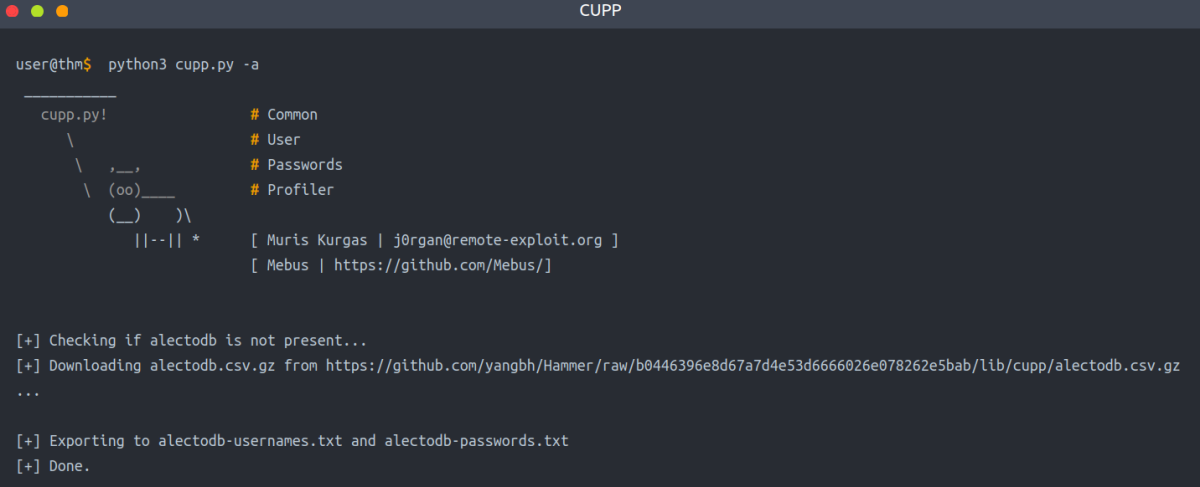 CUPP
user@thm$  python3 cupp.py -a
 ___________
   cupp.py!                 # Common
      \                     # User
       \   ,__,             # Passwords
        \  (oo)____         # Profiler
           (__)    )\
              ||--|| *      [ Muris Kurgas | j0rgan@remote-exploit.org ]
                            [ Mebus | https://github.com/Mebus/]
[+] Checking if alectodb is not present...
[+] Downloading alectodb.csv.gz from https://github.com/yangbh/Hammer/raw/b0446396e8d67a7d4e53d6666026e078262e5bab/lib/cupp/alectodb.csv.gz
...
[+] Exporting to alectodb-usernames.txt and alectodb-passwords.txt
[+] Done.